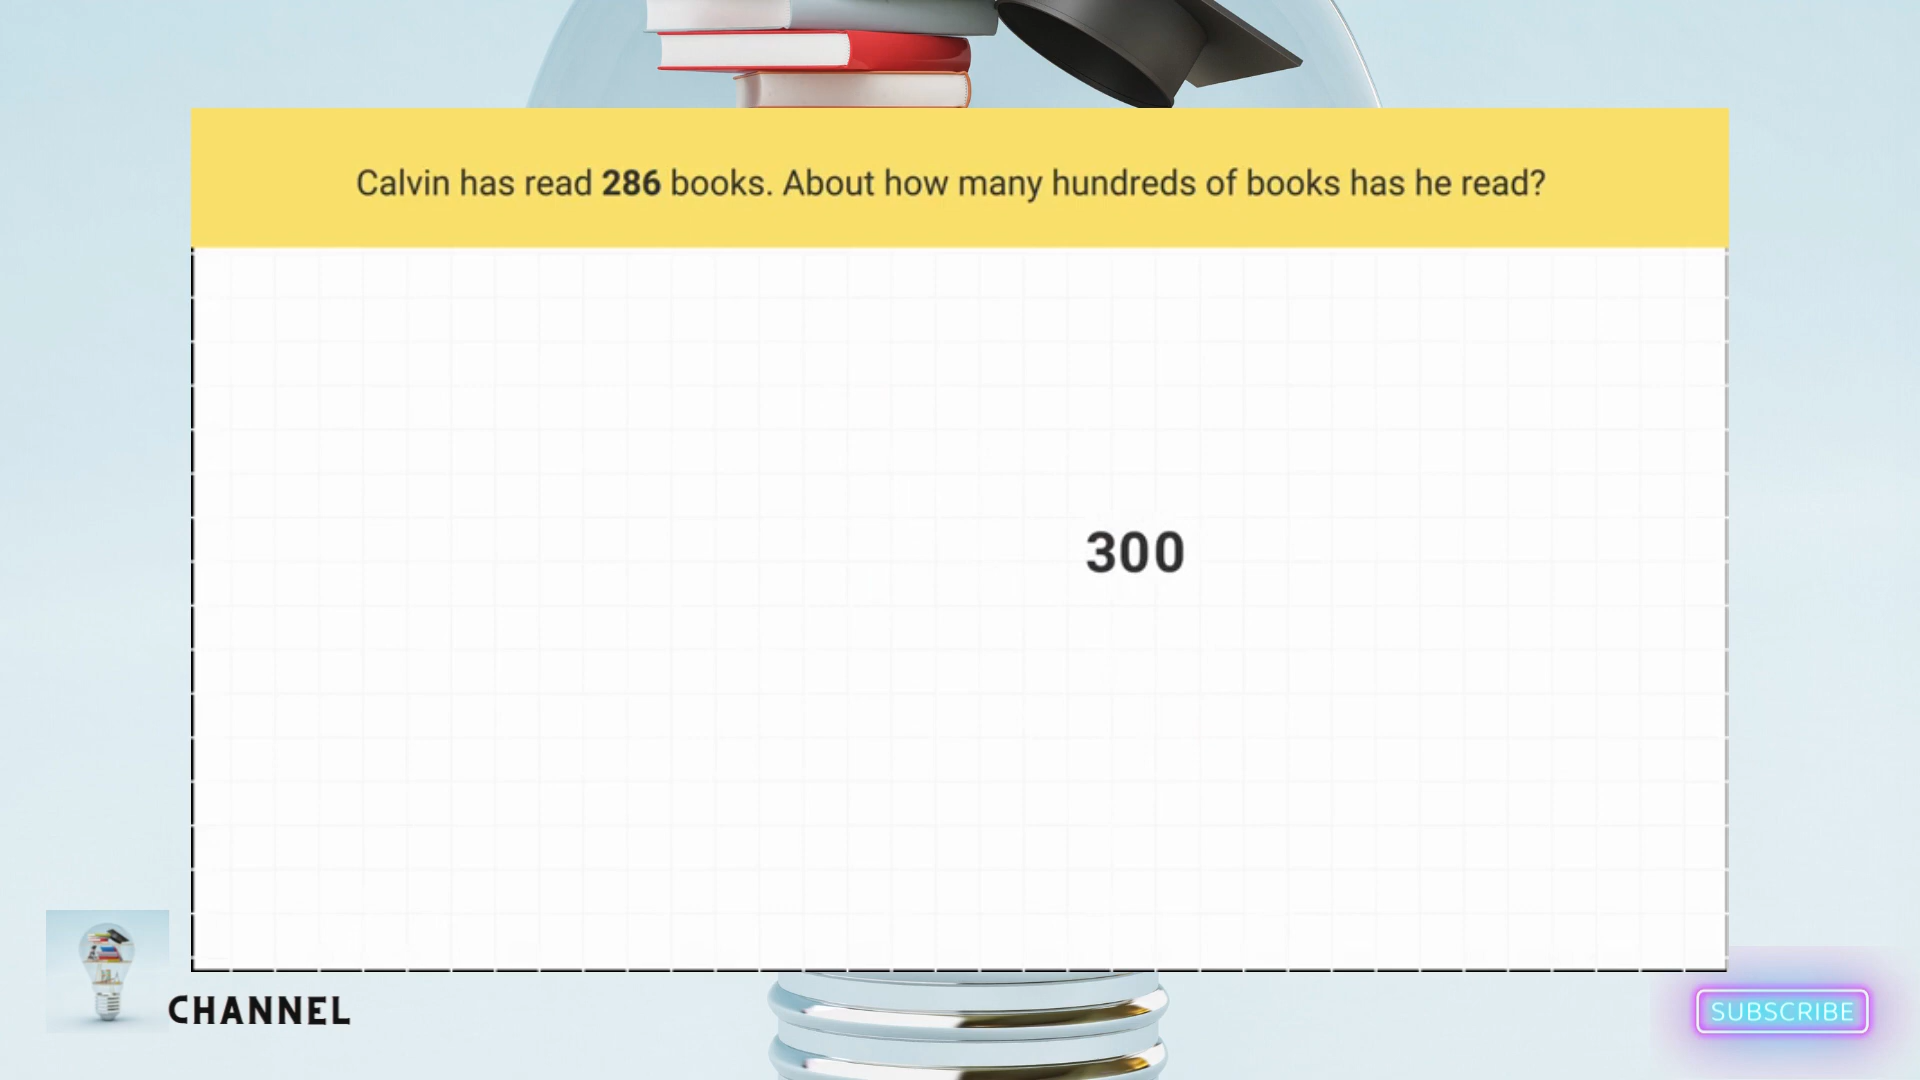 Calvin has read 286 books. About how many hundreds of books has he read?
300
CHANNEL
SUBSCRIBE